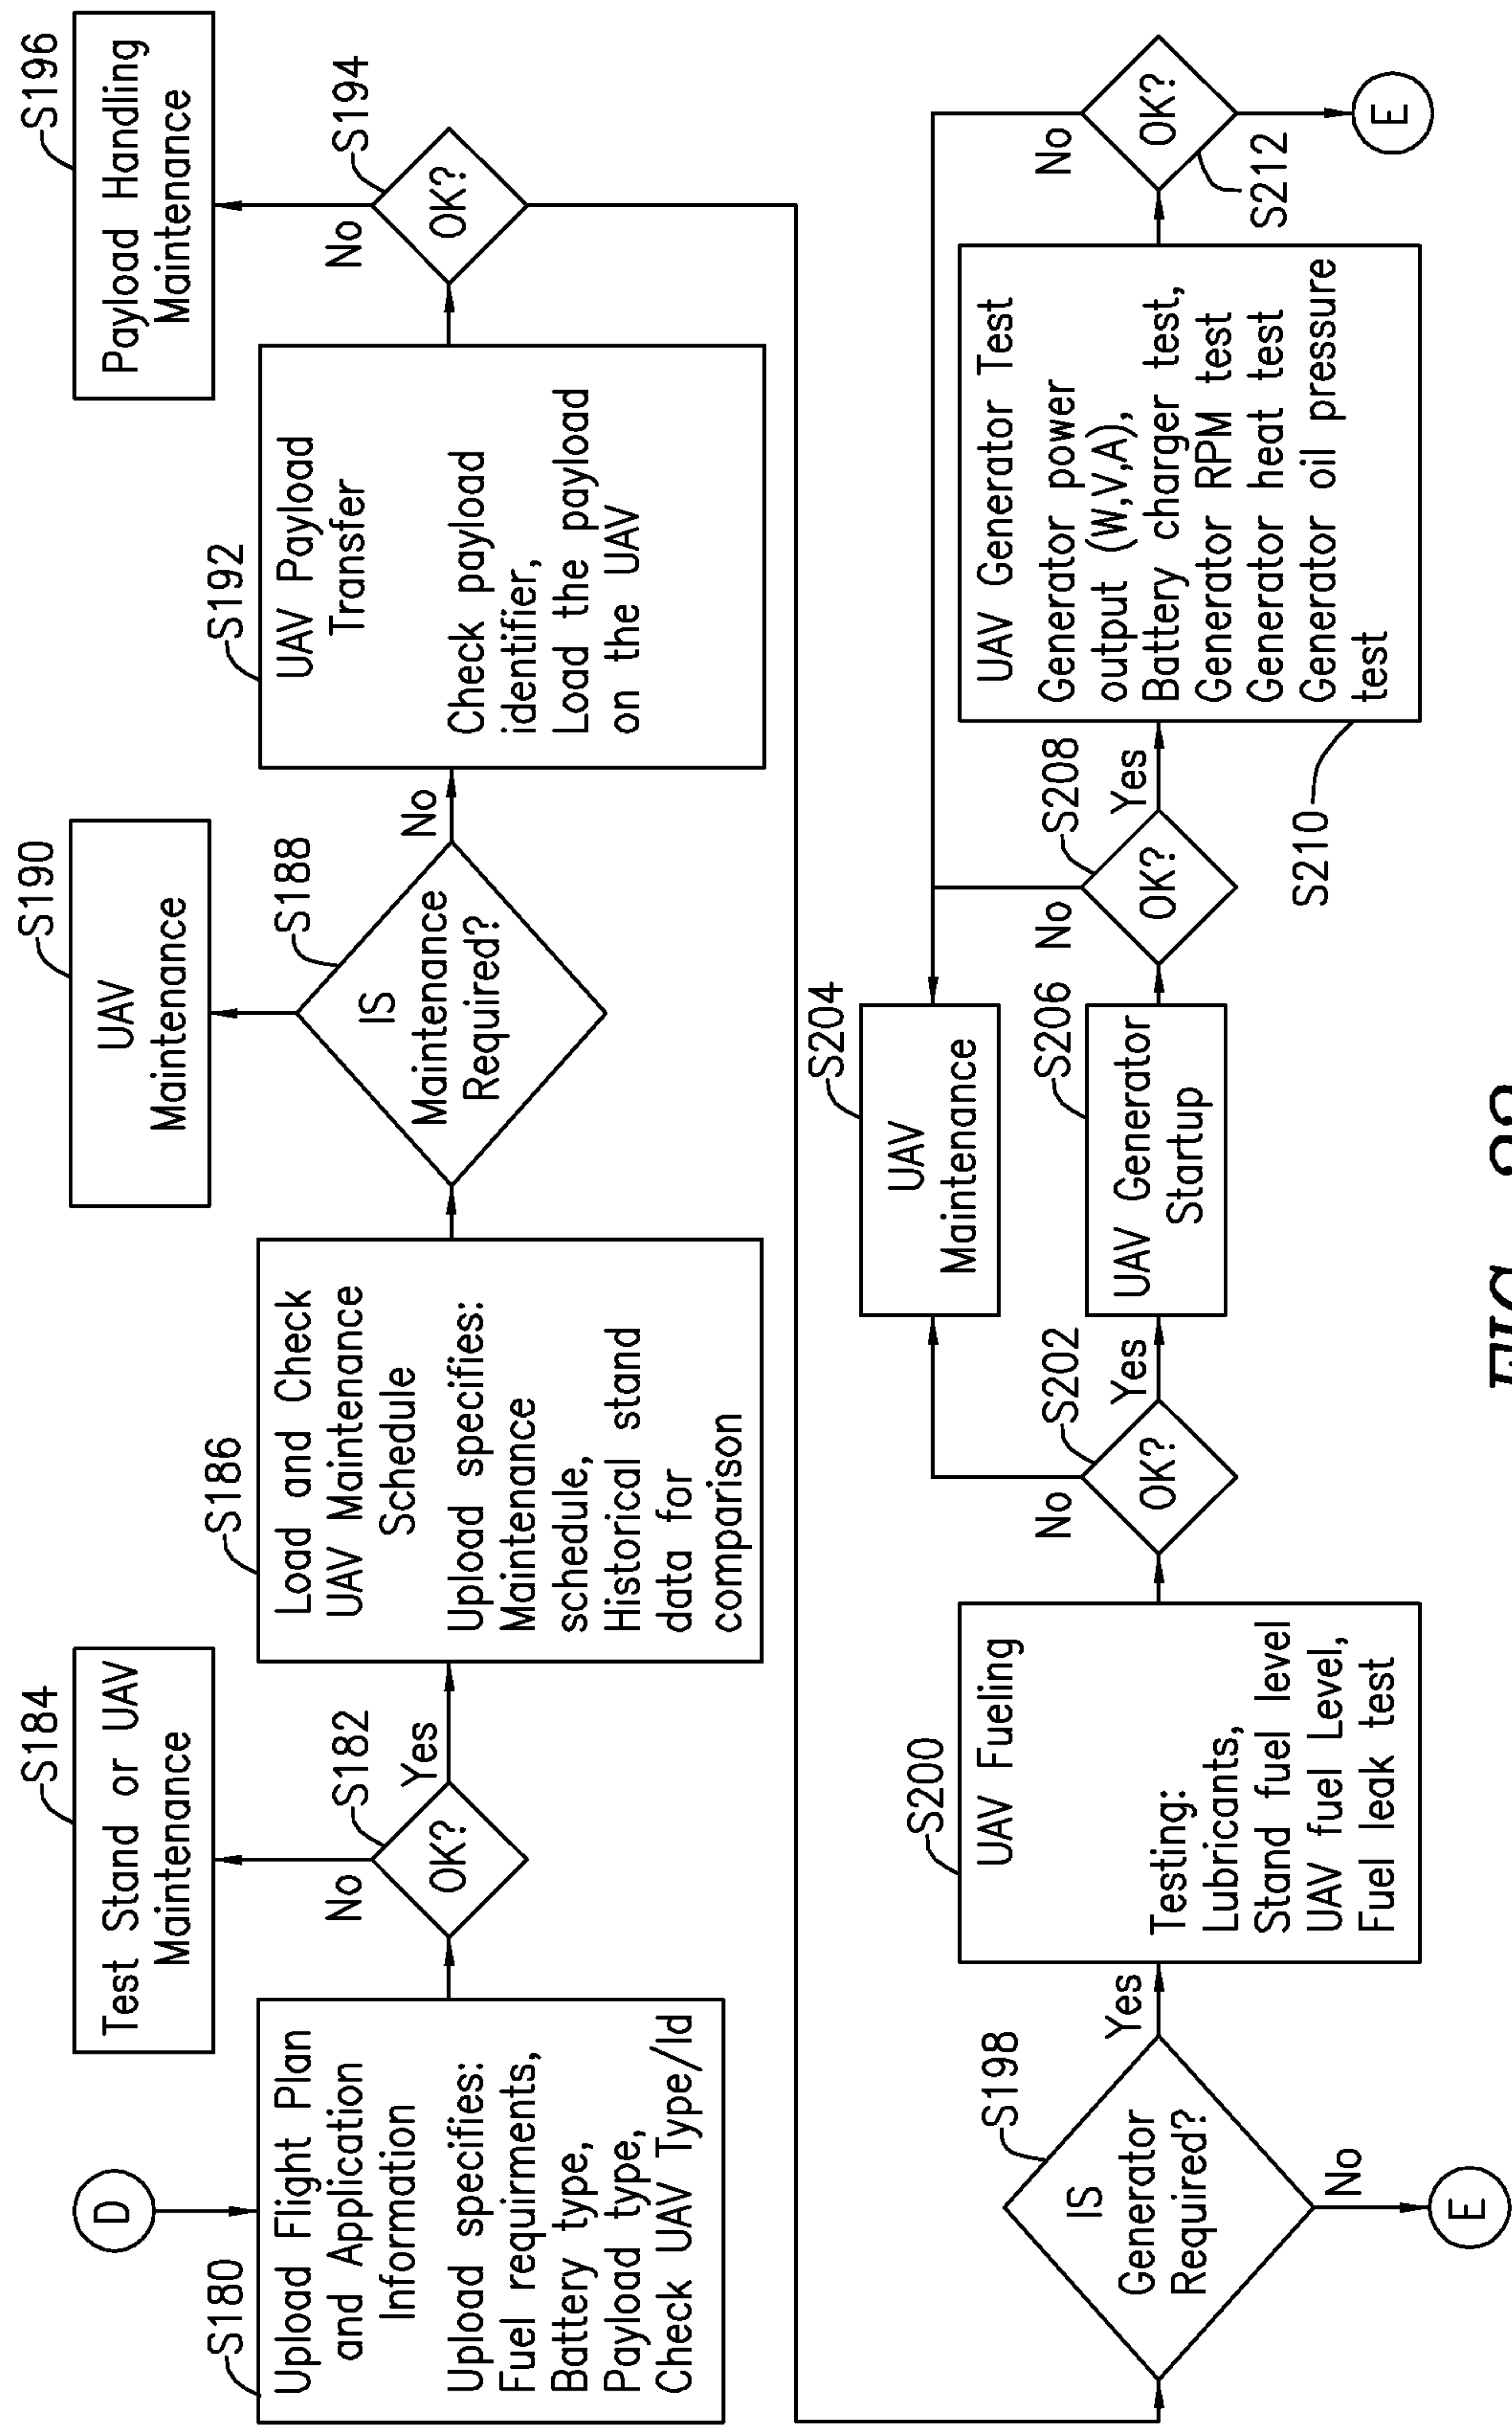 D
S180
Upload Flight Plan
and Application
Information
Upload specifies:
Fuel requirments,
Battery type,
Payload type,
Check UAV Type/Id
S182
OK?
No
Yes
S184
Test Stand or UAV
Maintenance
S186
Load and Check
UAV Maintenance
Schedule
Upload specifies:
Maintenance
schedule,
Historical stand
data for
comparison
S188
IS
Maintenance
Required?
No
S190
UAV
Maintenance
S192
UAV Payload
Transfer
Check payload
identifier,
Load the payload
on the UAV
S194
OK?
No
S196
Payload Handling
Maintenance
S198
IS
Generator
Required?
Yes
No
E
S200
UAV Fueling
Testing:
Lubricants,
Stand fuel level
UAV fuel Level,
Fuel leak test
S202
OK?
No
Yes
S204
UAV
Maintenance
S206
UAV Generator
Startup
S208
OK?
No
Yes
S210
UAV Generator Test
Generator power
output (W,V,A),
Battery charger test,
Generator RPM test
Generator heat test
Generator oil pressure
test
S212
OK?
No
E
FIG.